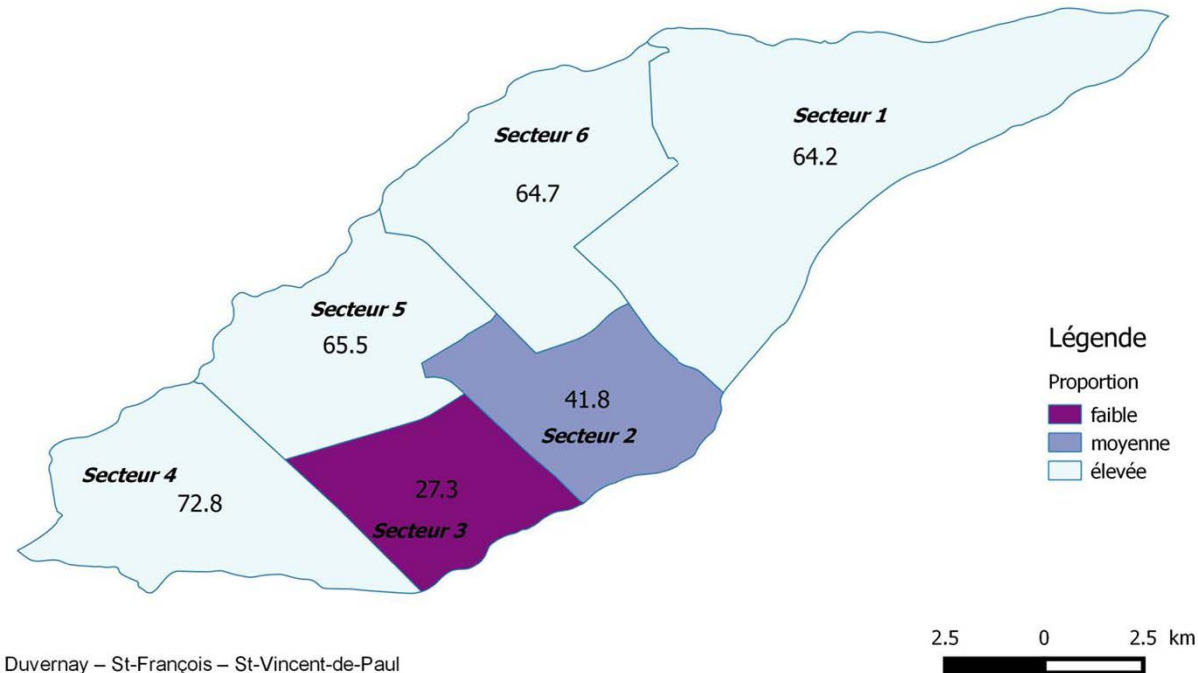 Secteur 1
64.2
Secteur 6
64.7
Secteur 5
65.5
41.8
Secteur 2
Secteur 4
72.8
27.3
Secteur 3
Légende
Proportion
faible
moyenne
élevée
2.5 0 2.5 km
Duvernay – St-François – St-Vincent-de-Paul